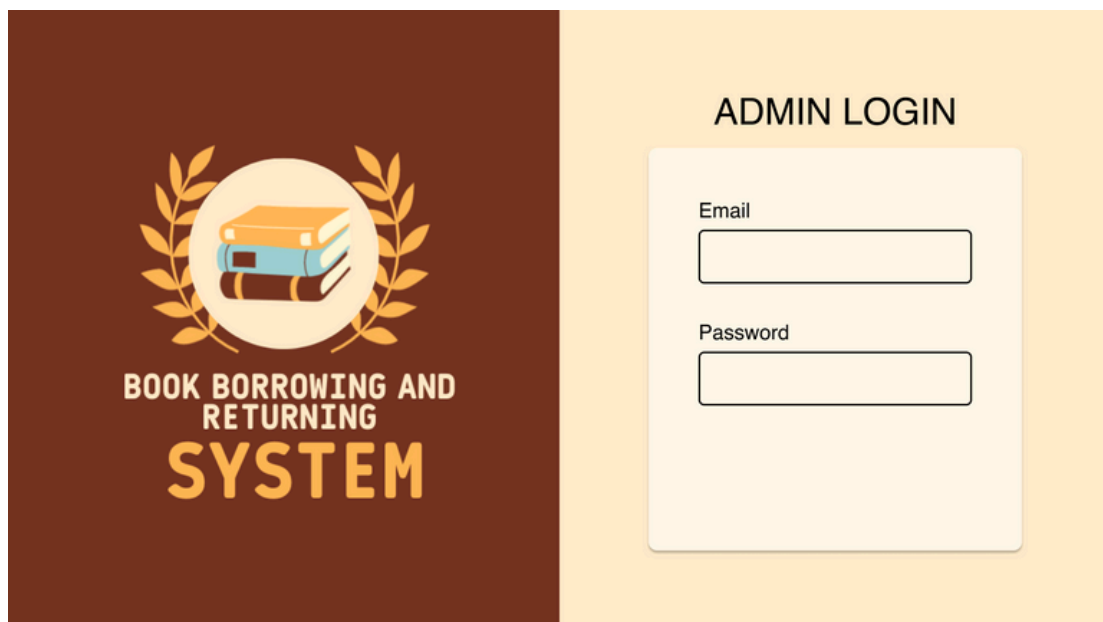 BOOK BORROWING AND
RETURNING
SYSTEM
ADMIN LOGIN
Email
Password